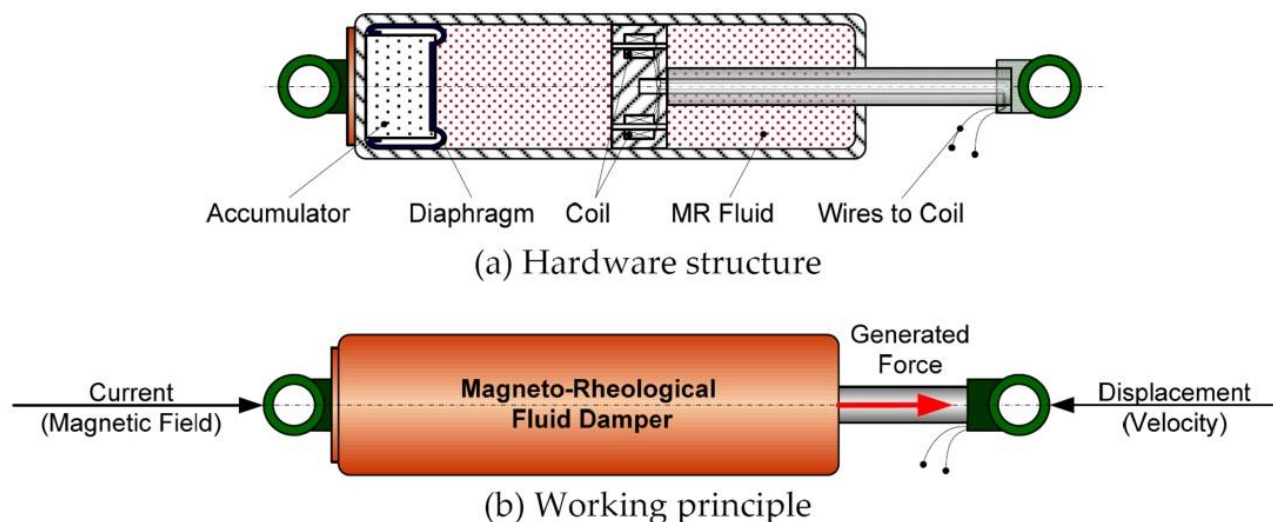 Accumulator Diaphragm Coil MR Fluid Wires to Coil
(a) Hardware structure
Current
(Magnetic Field)
Magneto-Rheological
Fluid Damper
Generated
Force
Displacement
(Velocity)
(b) Working principle